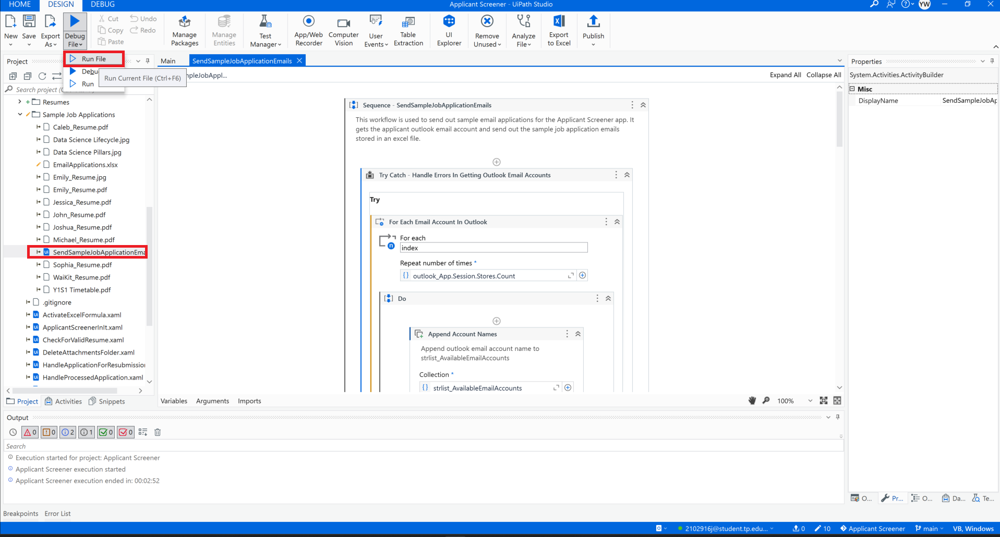 HOME DESIGN DEBUG
Applicant Screener - UiPath Studio
YW
New Save Export As Debug File
Cut
Copy
Paste
Undo
Redo
Manage Packages
Manage Entities
Test Manager
App/Web Recorder
Computer Vision
User Events
Table Extraction
UI Explorer
Remove Unused
Analyze File
Export to Excel
Publish
Run File
Debu
Run
Run Current File (Ctrl+F6)
Project
Search project
Resumes
Sample Job Applications
Caleb_Resume.pdf
Data Science Lifecycle.jpg
Data Science Pillars.jpg
EmailApplications.xlsx
Emily_Resume.jpg
Emily_Resume.pdf
Jessica_Resume.pdf
John_Resume.pdf
Joshua_Resume.pdf
Michael_Resume.pdf
SendSampleJobApplicationEma
Sophia_Resume.pdf
WaiKit_Resume.pdf
Y1S1 Timetable.pdf
.gitignore
ActivateExcelFormula.xaml
ApplicantScreenerInIt.xaml
CheckForValidResume.xaml
DeleteAttachmentsFolder.xaml
HandleApplicationForResubmission
HandleProcessedApplication.xaml
Project Activities Snippets
Main SendSampleJobApplicationEmails
pleJobAppl...
Expand All Collapse All
Sequence - SendSampleJobApplicationEmails
This workflow is used to send out sample email applications for the Applicant Screener app. It
gets the applicant outlook email account and send out the sample job application emails
stored in an excel file.
Try Catch - Handle Errors In Getting Outlook Email Accounts
Try
For Each Email Account In Outlook
For each
index
Repeat number of times *
{} outlook_App.Session.Stores.Count
Do
Append Account Names
Append outlook email account name to
strlist_AvailableEmailAccounts
Collection *
{} strlist_AvailableEmailAccounts
Variables Arguments Imports
100%
Properties
System.Activities.ActivityBuilder
Misc
DisplayName SendSampleJobAp
Output
0 0 2 1 0 0
Search
Execution started for project: Applicant Screener
Applicant Screener execution started
Applicant Screener execution ended in: 00:02:52
O... Pr... O... Da... Te...
Breakpoints Error List
2102916j@student.tp.edu... 0 10 Applicant Screener main VB, Windows